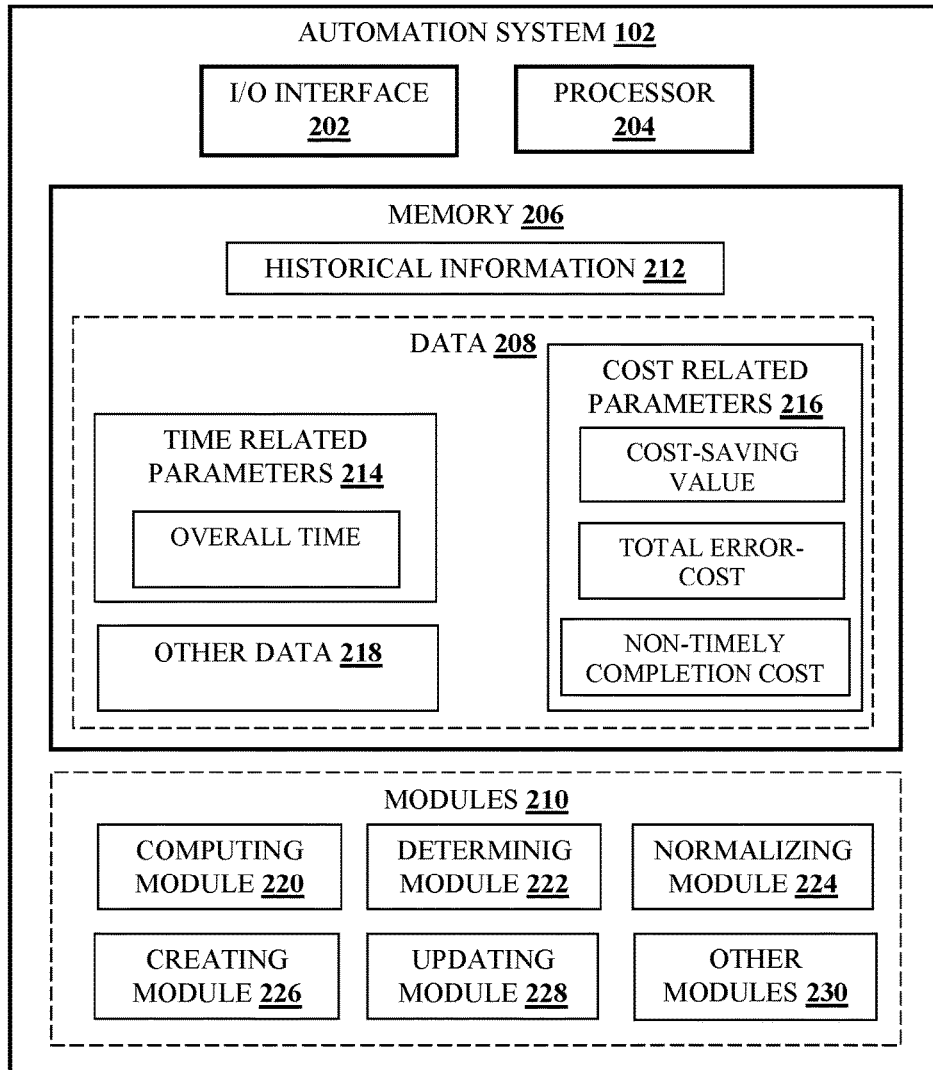 AUTOMATION SYSTEM 102
I/O INTERFACE
202
PROCESSOR
204
MEMORY 206
HISTORICAL INFORMATION 212
DATA 208
TIME RELATED
PARAMETERS 214
OVERALL TIME
OTHER DATA 218
COST RELATED
PARAMETERS 216
COST-SAVING
VALUE
TOTAL ERROR-
COST
NON-TIMELY
COMPLETION COST
MODULES 210
COMPUTING
MODULE 220
DETERMINIG
MODULE 222
NORMALIZING
MODULE 224
CREATING
MODULE 226
UPDATING
MODULE 228
OTHER
MODULES 230